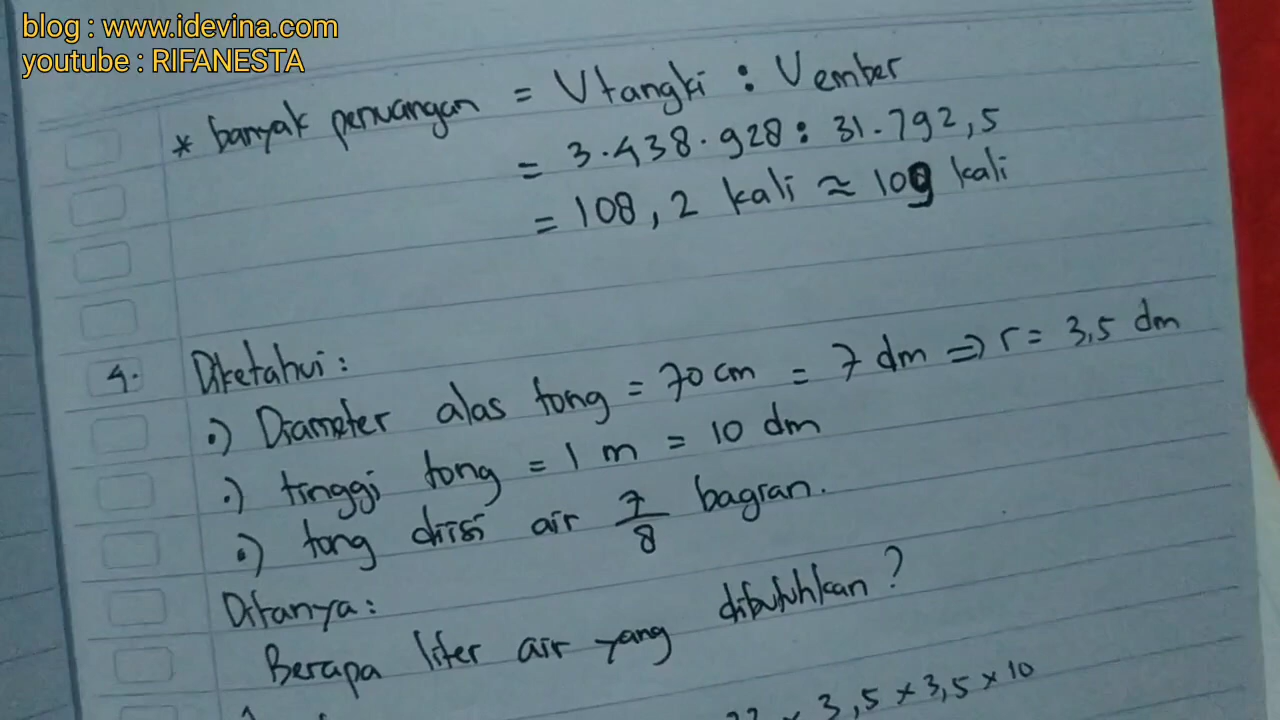 blog : www.idevina.com
youtube : RIFANESTA
* banyak penuangan = Vtangki : Vember
= 3.438.928 : 31.792,5
= 108,2 kali ≈ 109 kali
4. Diketahui :
•) Diameter alas tong = 70 cm = 7 dm ⇒ r = 3,5 dm
•) tinggi tong = 1 m = 10 dm
•) tong diisi air 7/8 bagian.
Ditanya :
Berapa liter air yang dibutuhkan ?
× 3,5 × 3,5 × 10